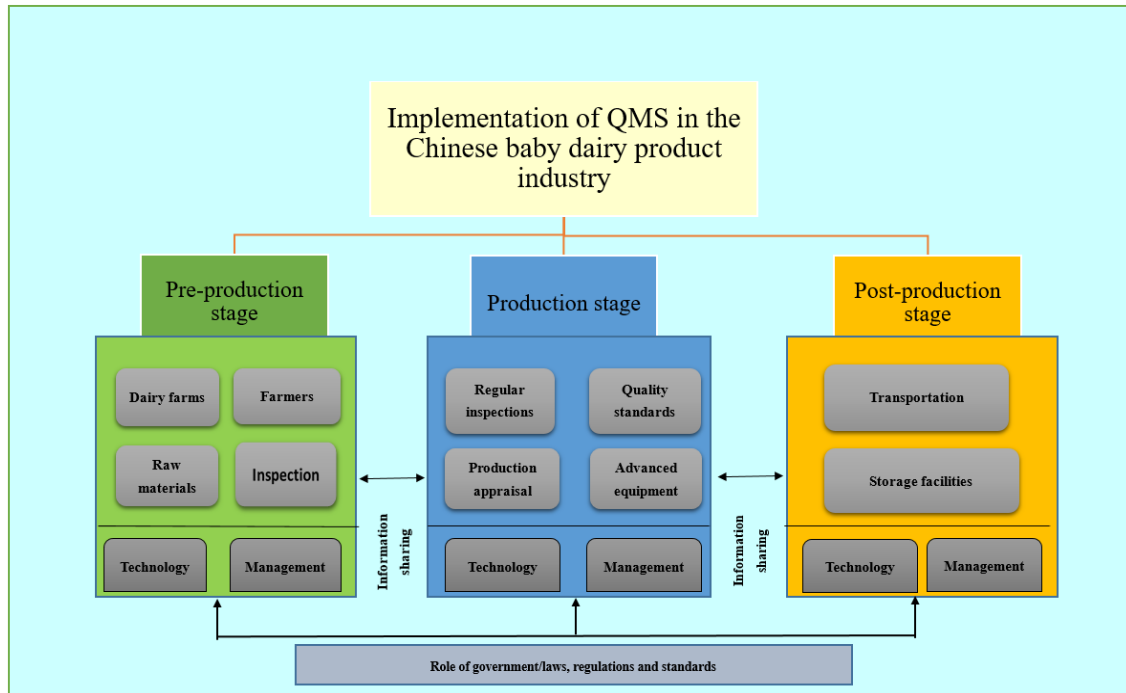 Implementation of QMS in the
Chinese baby dairy product
industry
Pre-production
stage
Production stage
Post-production
stage
Dairy farms
Farmers
Raw
materials
Inspection
Technology
Management
Information
sharing
Regular
inspections
Quality
standards
Production
appraisal
Advanced
equipment
Technology
Management
Information
sharing
Transportation
Storage facilities
Technology
Management
Role of government/laws, regulations and standards